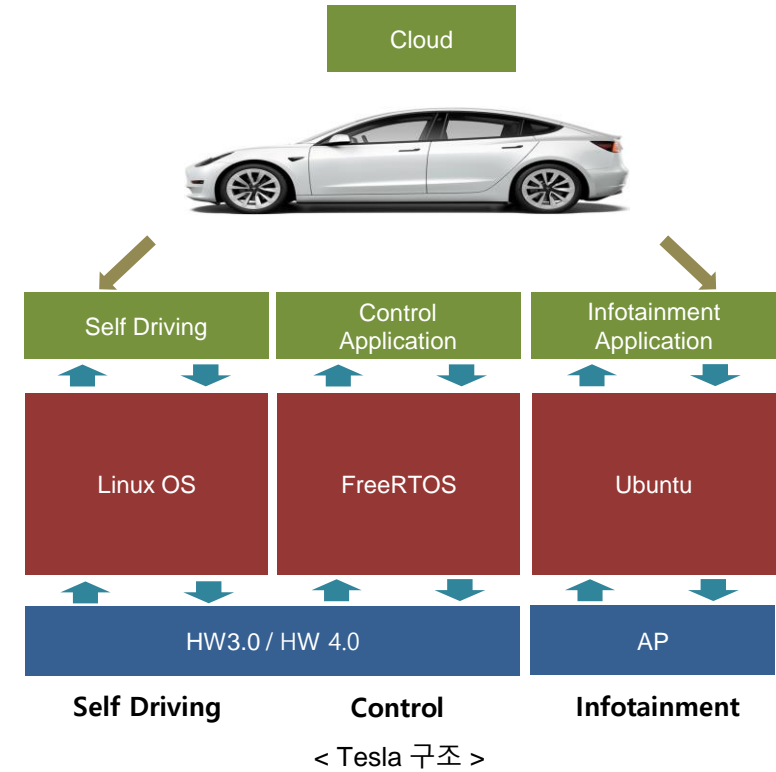 Cloud
Self Driving
Control
Application
Infotainment
Application
Linux OS
FreeRTOS
Ubuntu
HW3.0 / HW 4.0
AP
Self Driving
Control
Infotainment
< Tesla 구조 >